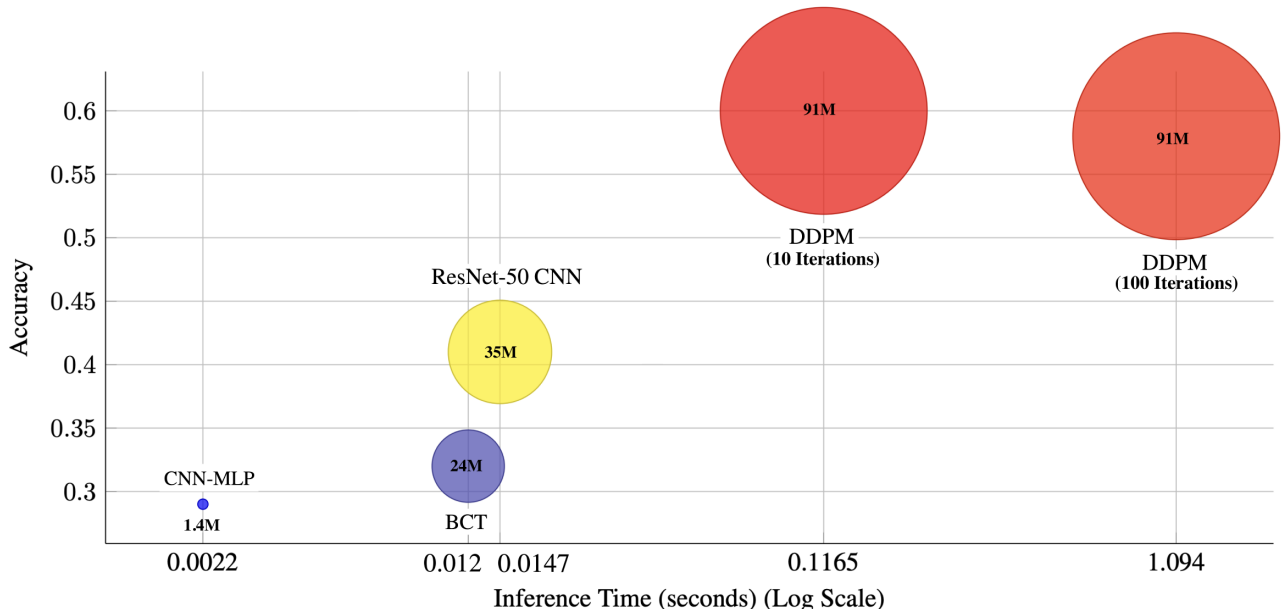 0.6
91M
91M
0.55
0.5
DDPM
(10 Iterations)
DDPM
(100 Iterations)
ResNet-50 CNN
0.45
Accuracy
35M
0.4
0.35
24M
CNN-MLP
0.3
1.4M
BCT
0.0022
0.012
0.0147
0.1165
1.094
Inference Time (seconds) (Log Scale)